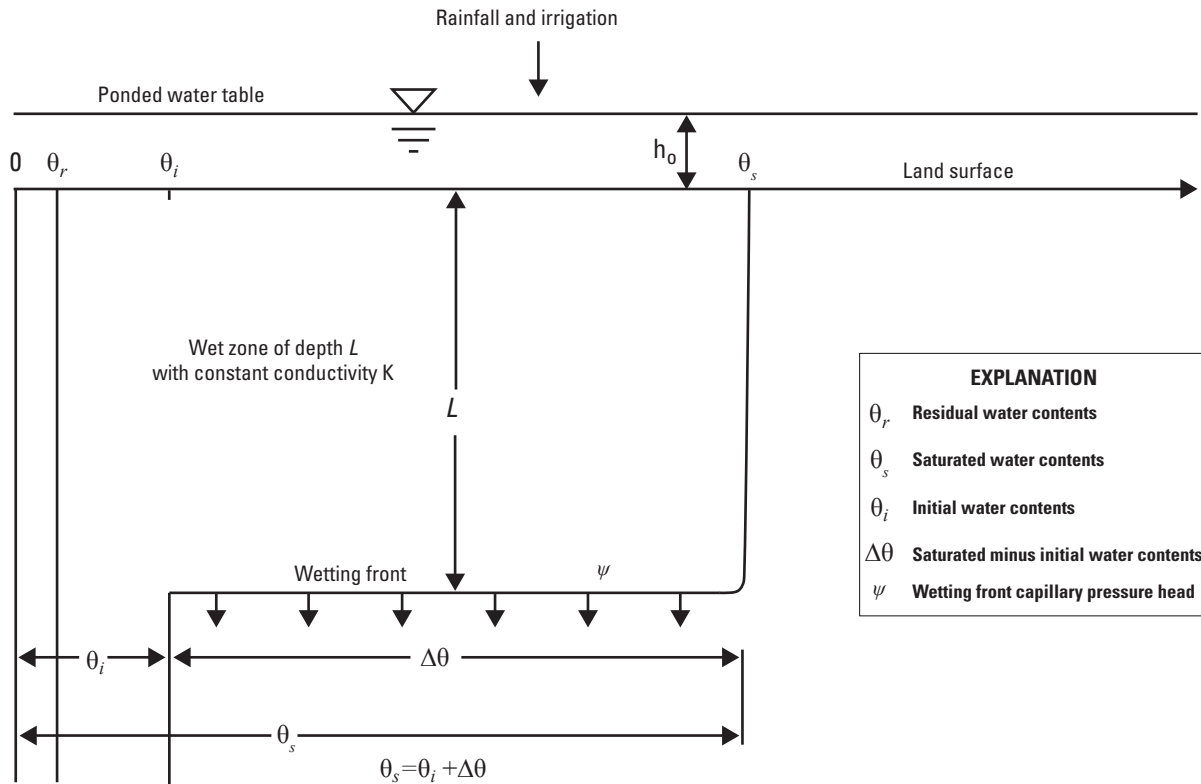 Rainfall and irrigation
Ponded water table
h₀
0 θᵣ θᵢ θₛ Land surface
Wet zone of depth L
with constant conductivity K
L
Wetting front ψ
θᵢ Δθ
θₛ
θₛ=θᵢ +Δθ
EXPLANATION
θᵣ Residual water contents
θₛ Saturated water contents
θᵢ Initial water contents
Δθ Saturated minus initial water contents
ψ Wetting front capillary pressure head